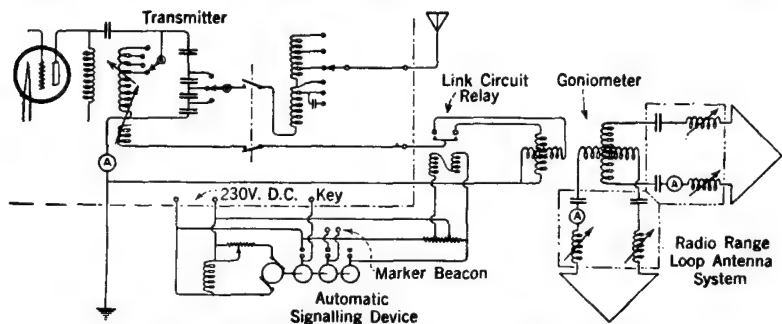 Transmitter
Link Circuit
Relay
Goniometer
A
A
A
A
230V. D.C.
Key
Marker Beacon
Automatic
Signalling Device
Radio Range
Loop Antenna
System